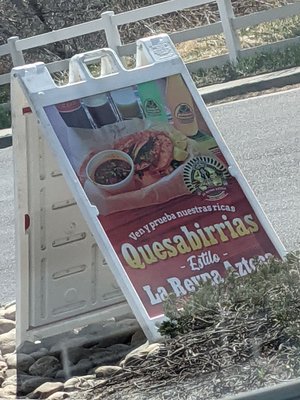 Ven y prueba nuestras ricas
Quesabirrias
- Estilo -
La Reyna Azteca